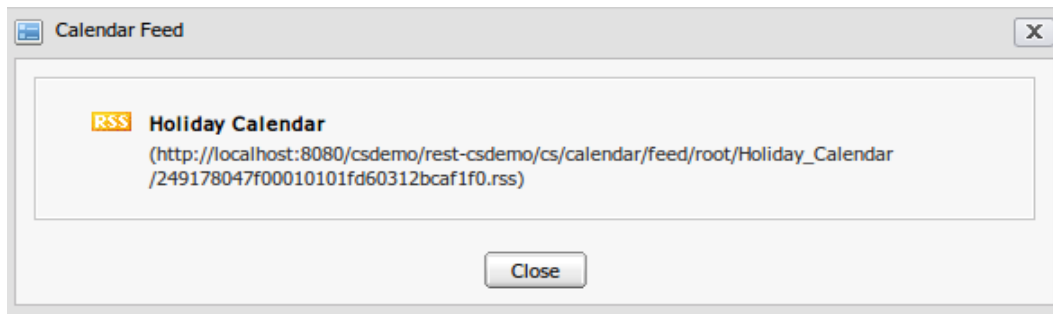 Calendar Feed
X
RSS Holiday Calendar
(http://localhost:8080/csdemo/rest-csdemo/cs/calendar/feed/root/Holiday_Calendar
/249178047f00010101fd60312bcaf1f0.rss)
Close